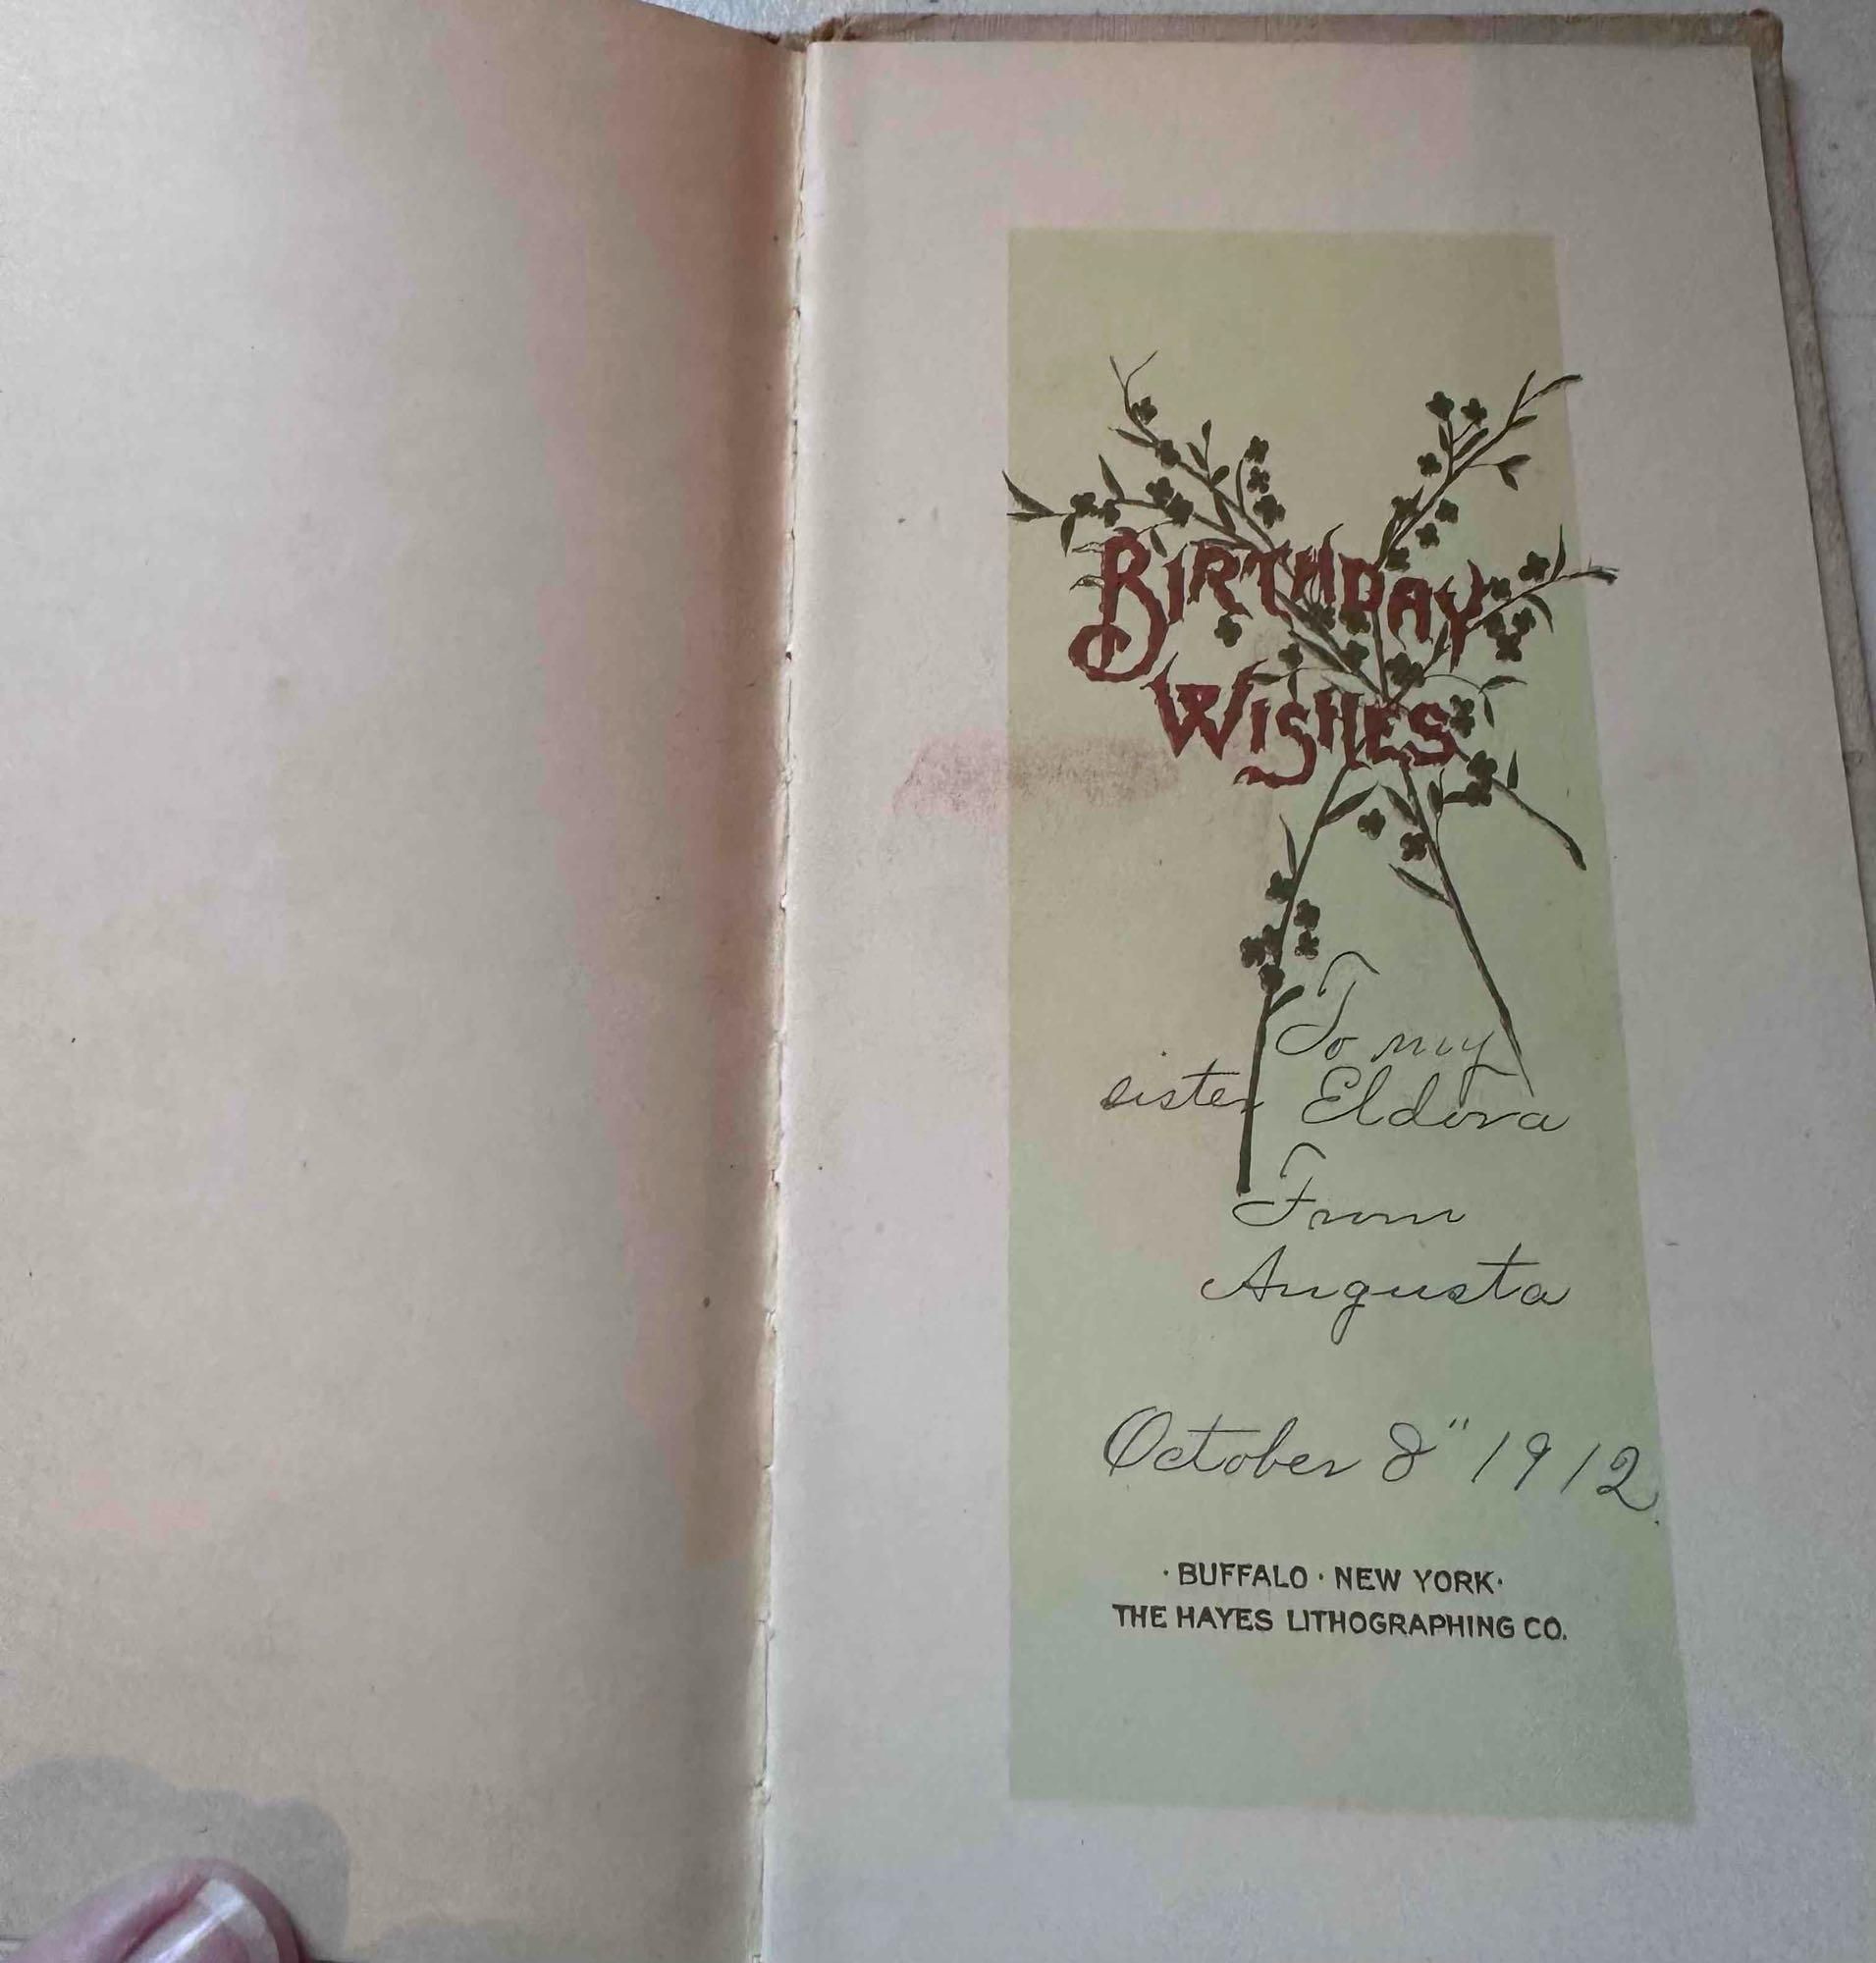 BIRTHDAY
WISHES
To my
sister Eldora
From
Augusta
October 8" 1912.
· BUFFALO · NEW YORK ·
THE HAYES LITHOGRAPHING CO.